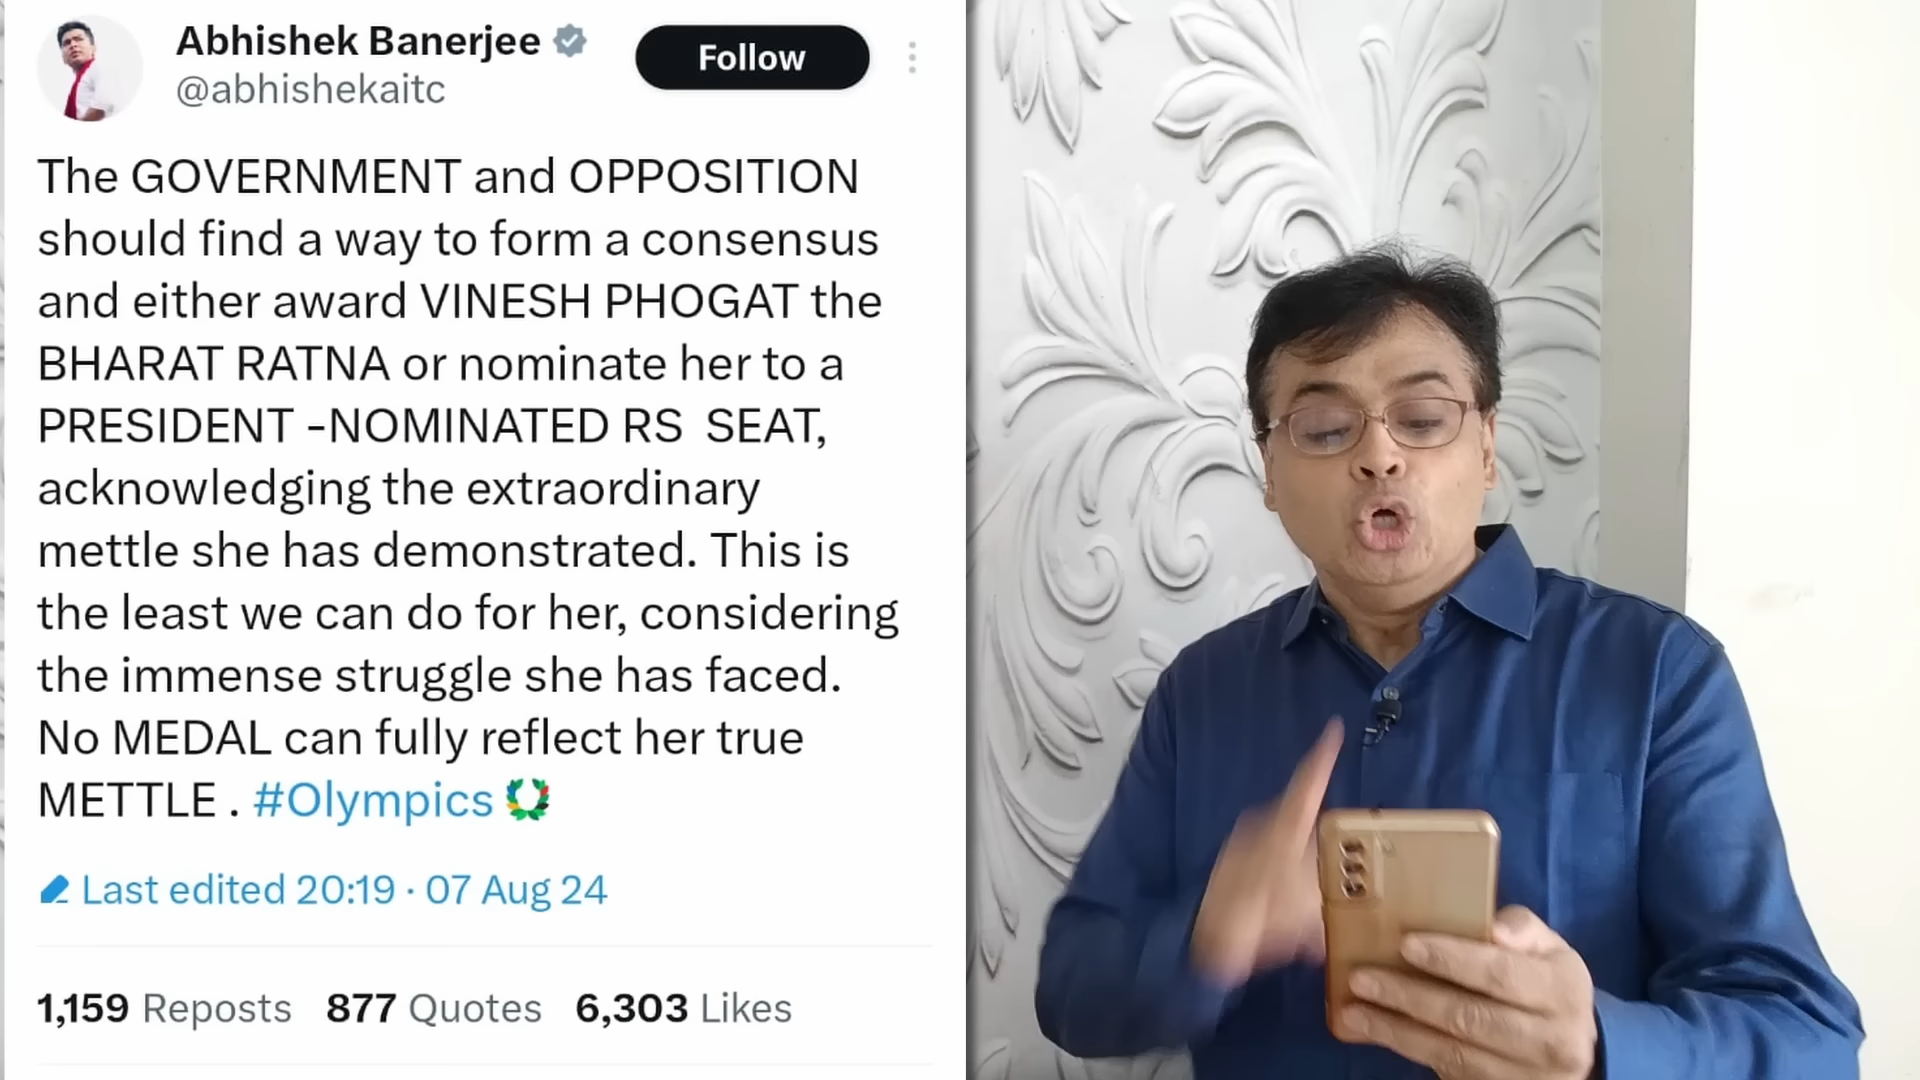 Abhishek Banerjee
Follow
@abhishekaitc
The GOVERNMENT and OPPOSITION
should find a way to form a consensus
and either award VINESH PHOGAT the
BHARAT RATNA or nominate her to a
PRESIDENT -NOMINATED RS  SEAT,
acknowledging the extraordinary
mettle she has demonstrated. This is
the least we can do for her, considering
the immense struggle she has faced.
No MEDAL can fully reflect her true
METTLE . #Olympics
Last edited 20:19 · 07 Aug 24
1,159 Reposts 877 Quotes 6,303 Likes